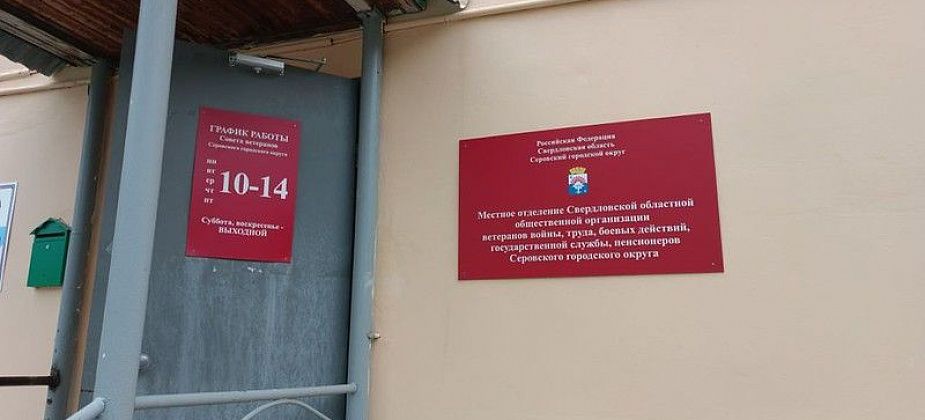 ГРАФИК РАБОТЫ
Совета ветеранов
Серовского городского округа
пн
вт
ср
чт
пт
10-14
Суббота, воскресенье -
ВЫХОДНОЙ
Российская Федерация
Свердловская область
Серовский городской округ
Местное отделение Свердловской областной
общественной организации
ветеранов войны, труда, боевых действий,
государственной службы, пенсионеров
Серовского городского округа